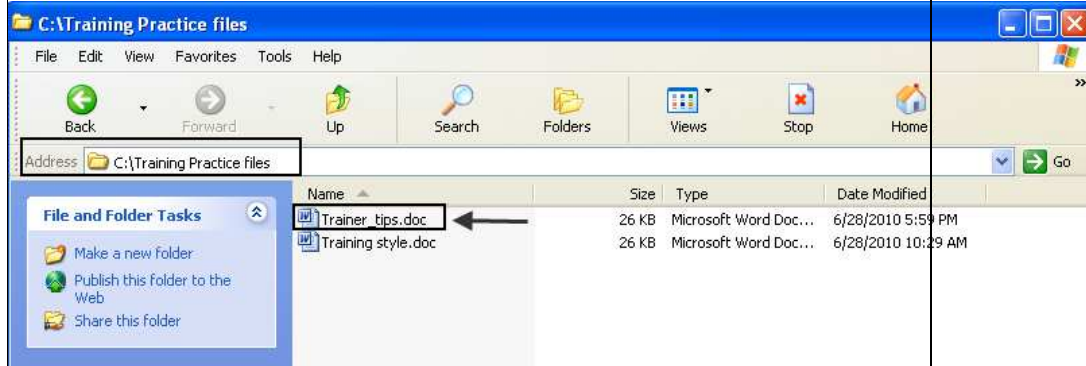 C:\Training Practice files
File Edit View Favorites Tools Help
Back Forward Up Search Folders Views Stop Home
Address C:\Training Practice files Go
Name Size Type Date Modified
File and Folder Tasks
Make a new folder
Publish this folder to the
Web
Share this folder
Trainer_tips.doc 26 KB Microsoft Word Doc... 6/28/2010 5:59 PM
Training style.doc 26 KB Microsoft Word Doc... 6/28/2010 10:29 AM